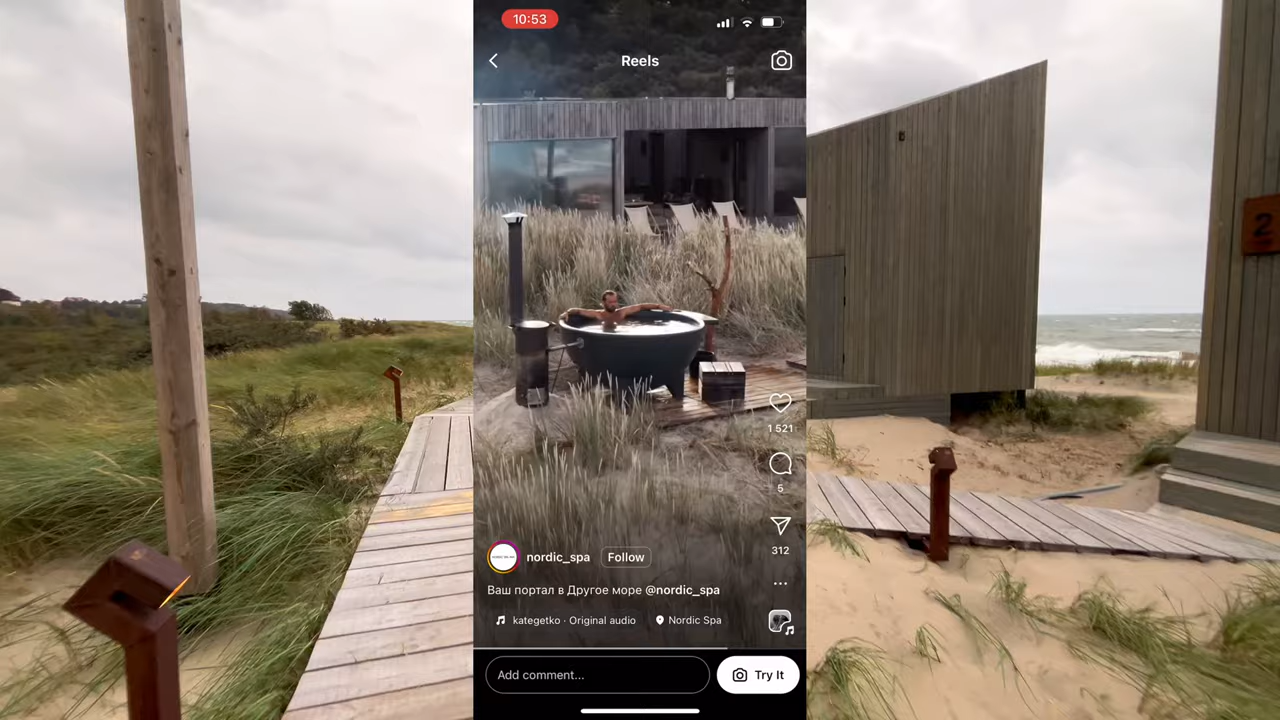 10:53
Reels
2
1 521
5
312
nordic_spa
Follow
Ваш портал в Другое море @nordic_spa
kategetko · Original audio
Nordic Spa
Add comment...
Try It